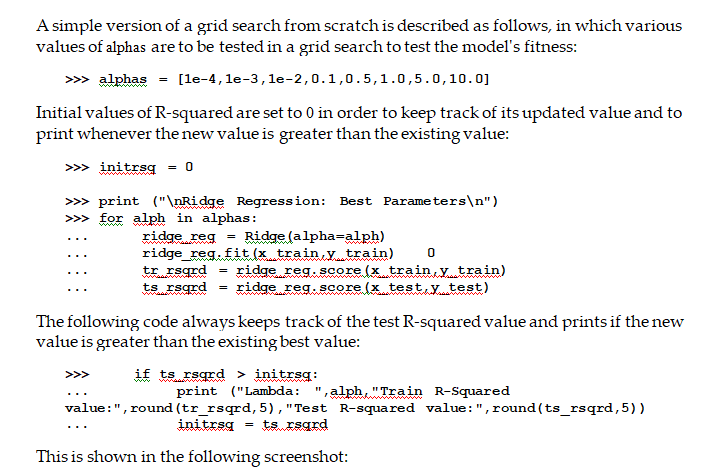 A simple version of a grid search from scratch is described as follows, in which various
values of alphas are to be tested in a grid search to test the model's fitness:
>>> alphas = [1e-4,1e-3,1e-2,0.1,0.5,1.0,5.0,10.0]
Initial values of R-squared are set to 0 in order to keep track of its updated value and to
print whenever the new value is greater than the existing value:
>>> initrsq = 0
>>> print ("\nRidge Regression: Best Parameters\n")
>>> for alph in alphas:
... ridge_reg = Ridge(alpha=alph)
... ridge_reg.fit(x_train,y_train) 0
... tr_rsqrd = ridge_reg.score(x_train,y_train)
... ts_rsqrd = ridge_reg.score(x_test,y_test)
The following code always keeps track of the test R-squared value and prints if the new
value is greater than the existing best value:
>>> if ts_rsqrd > initrsq:
... print ("Lambda: ",alph,"Train R-Squared
value:",round(tr_rsqrd,5),"Test R-squared value:",round(ts_rsqrd,5))
... initrsq = ts_rsqrd
This is shown in the following screenshot: